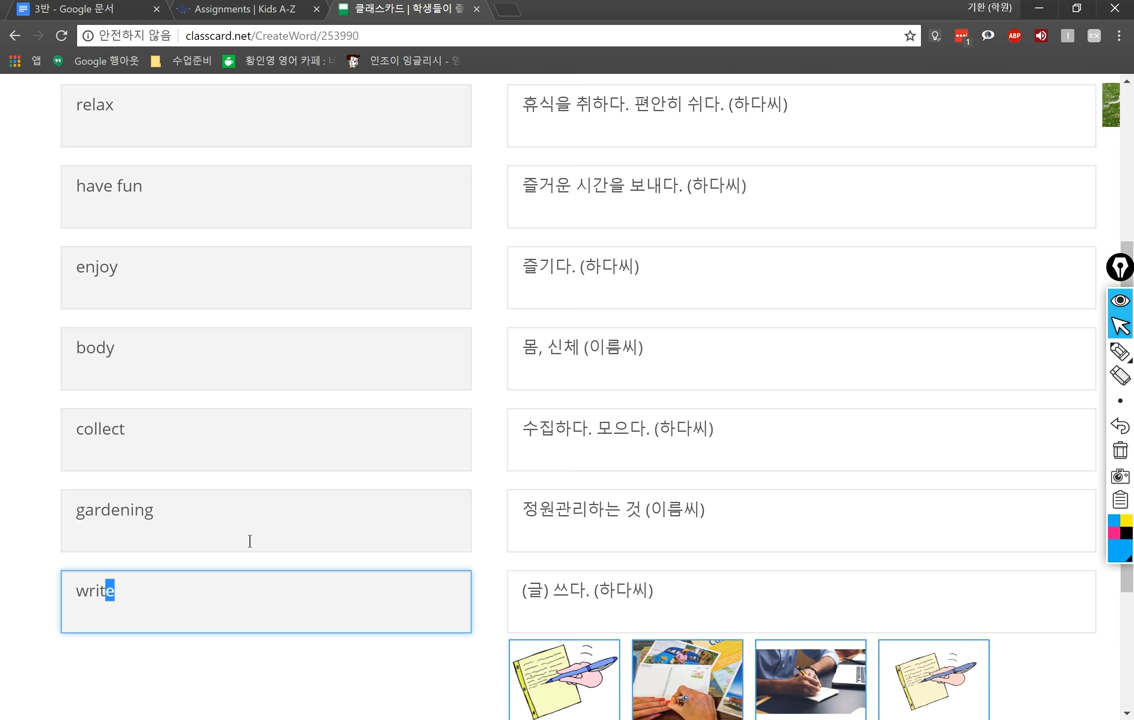 3반 - Google 문서
Assignments | Kids A-Z
클래스카드 | 학생들이 즐
기환 (학원)
안전하지 않음
classcard.net/CreateWord/253990
1
ABP
앱
Google 행아웃
수업준비
황인영 영어 카페 :
인조이 잉글리시 -
relax
휴식을 취하다. 편안히 쉬다. (하다씨)
have fun
즐거운 시간을 보내다. (하다씨)
enjoy
즐기다. (하다씨)
body
몸, 신체 (이름씨)
collect
수집하다. 모으다. (하다씨)
gardening
정원관리하는 것 (이름씨)
write
(글) 쓰다. (하다씨)